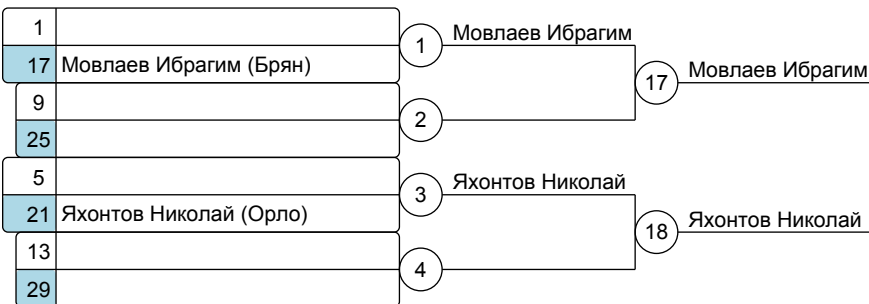 1
17 Мовлаев Ибрагим (Брян)
9
25
5
21 Яхонтов Николай (Орло)
13
29
1 Мовлаев Ибрагим
2
3 Яхонтов Николай
4
17 Мовлаев Ибрагим
18 Яхонтов Николай